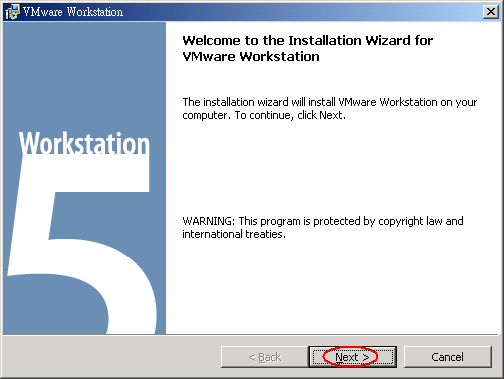 VMware Workstation
Welcome to the Installation Wizard for
VMware Workstation
The installation wizard will install VMware Workstation on your
computer. To continue, click Next.
Workstation
5
WARNING: This program is protected by copyright law and
international treaties.
< Back
Next >
Cancel